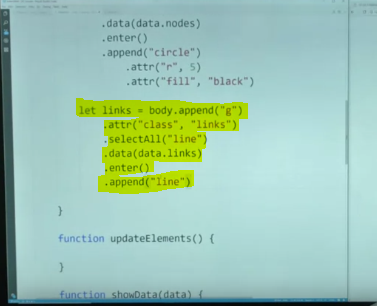 .data(data.nodes)
.enter()
.append("circle")
.attr("r", 5)
.attr("fill", "black")
let links = body.append("g")
.attr("class", "links")
.selectAll("line")
.data(data.links)
.enter()
.append("line")
}
function updateElements() {
}
function showData(data) {